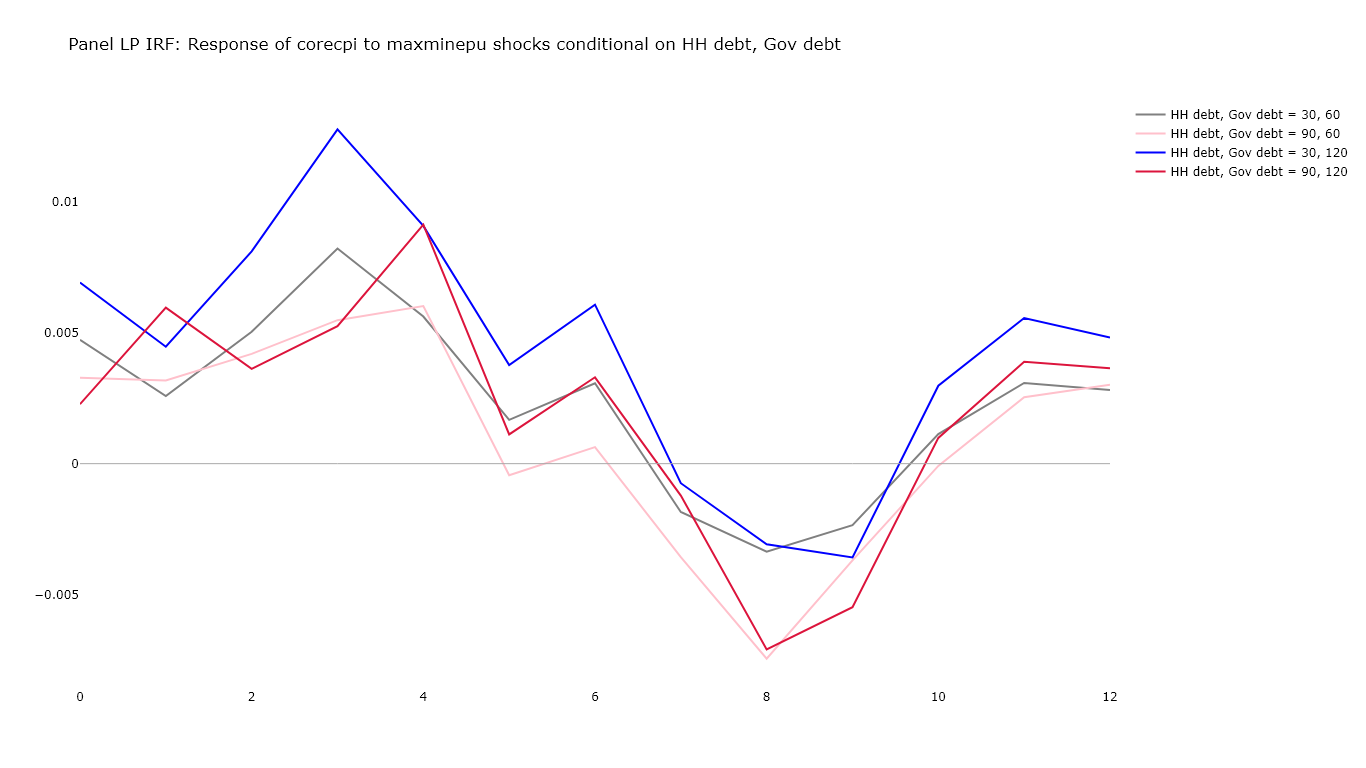 Panel LP IRF: Response of corecpi to maxminepu shocks conditional on HH debt, Gov debt
HH debt, Gov debt = 30, 60
HH debt, Gov debt = 90, 60
HH debt, Gov debt = 30, 120
HH debt, Gov debt = 90, 120
0.01
0.005
0
−0.005
0 2 4 6 8 10 12